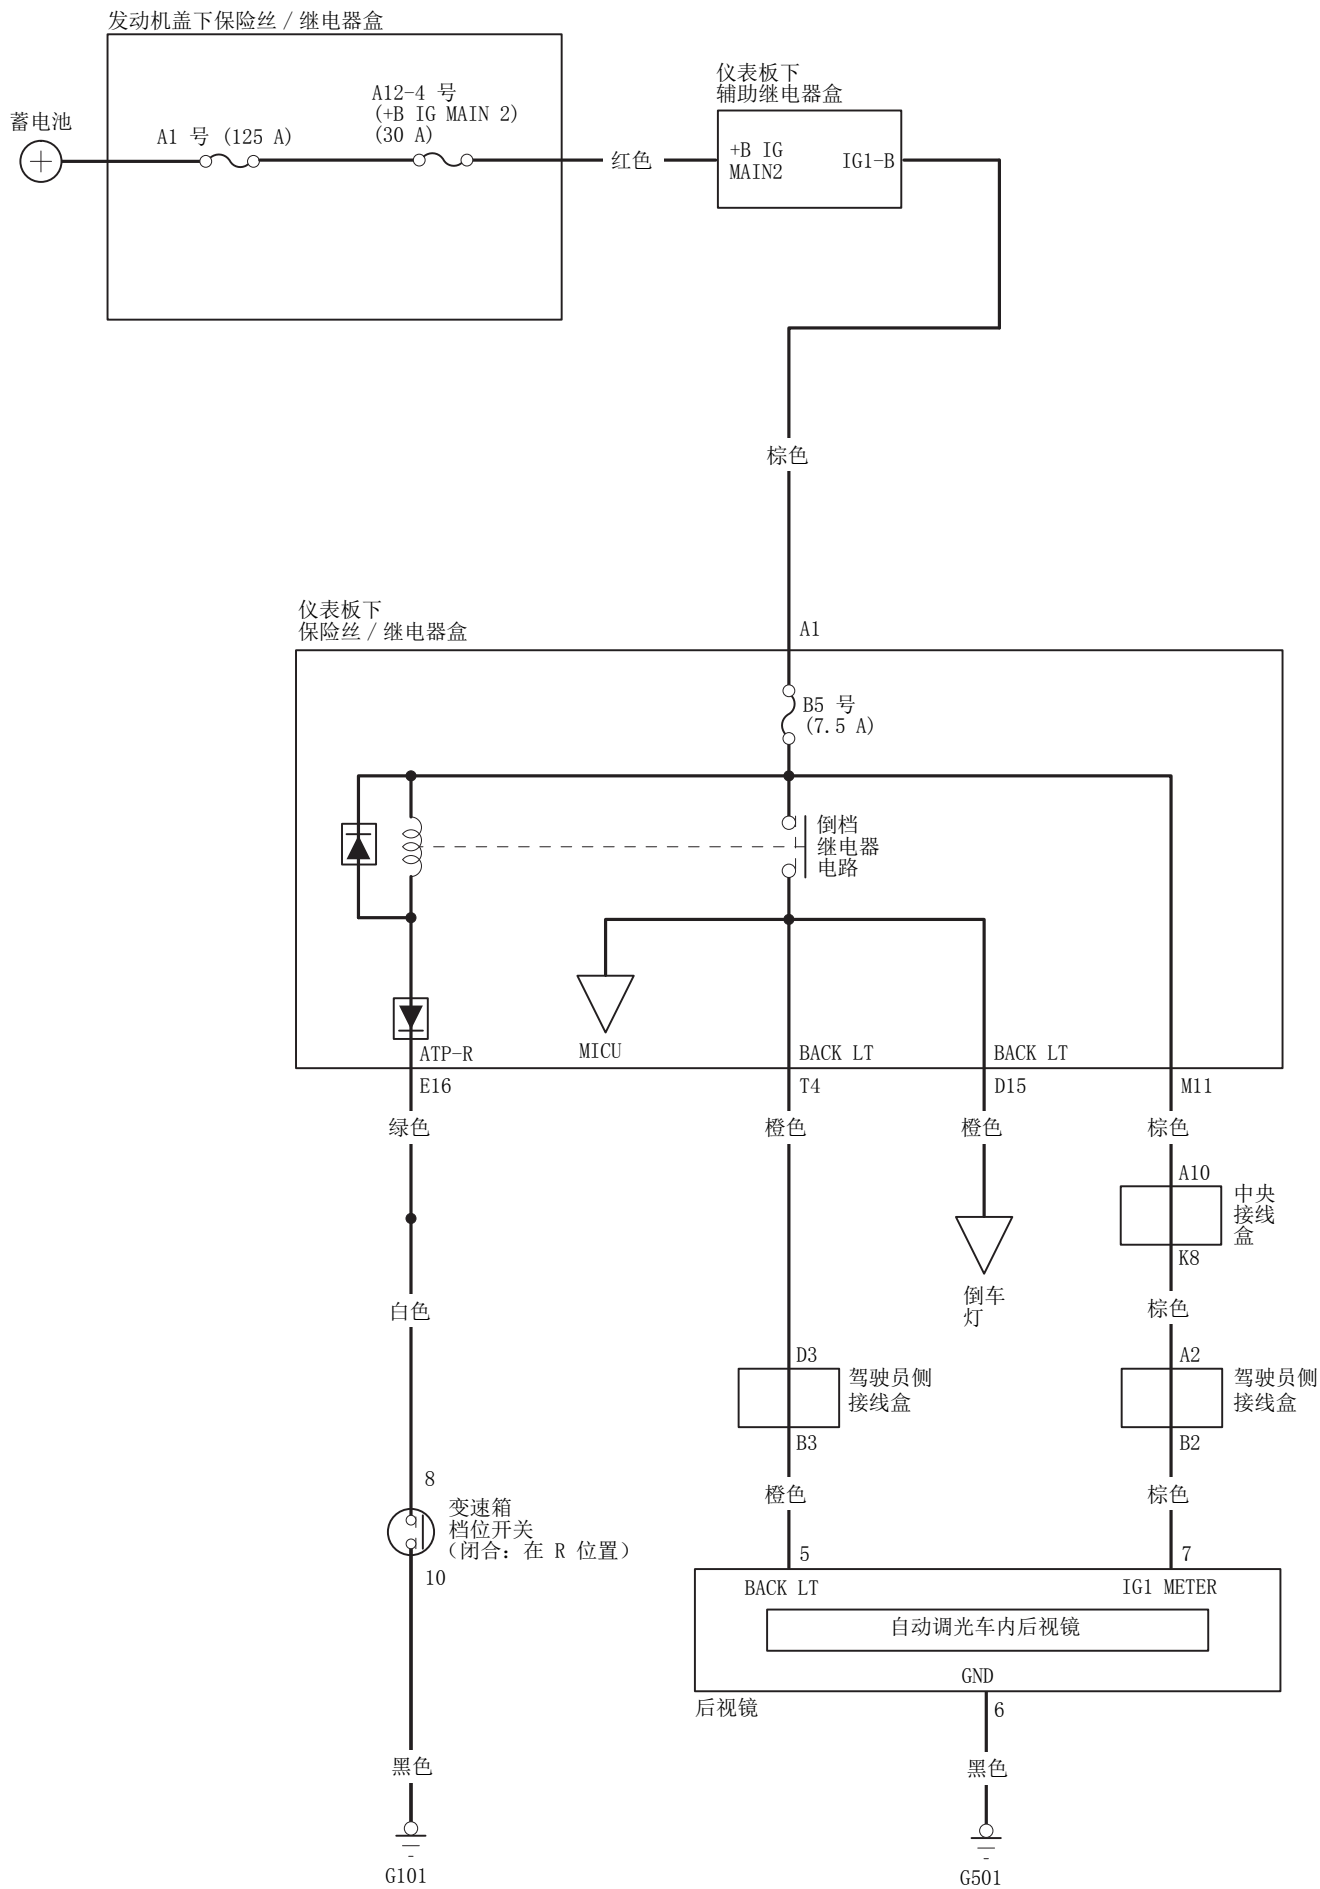 发动机盖下保险丝 / 继电器盒
仪表板下
辅助继电器盒
A12-4 号
(+B IG MAIN 2)
(30 A)
蓄电池
A1 号 (125 A)
红色
+B IG
MAIN2
IG1-B
棕色
仪表板下
保险丝 / 继电器盒
A1
B5 号
(7.5 A)
倒档
继电器
电路
ATP-R
MICU
BACK LT
BACK LT
E16
T4
D15
M11
绿色
橙色
橙色
棕色
A10
中央
接线
盒
K8
倒车
灯
白色
棕色
D3
驾驶员侧
接线盒
B3
A2
驾驶员侧
接线盒
B2
8
变速箱
档位开关
（闭合：在 R 位置）
10
橙色
棕色
5
7
BACK LT
IG1 METER
自动调光车内后视镜
GND
后视镜
6
黑色
黑色
G101
G501